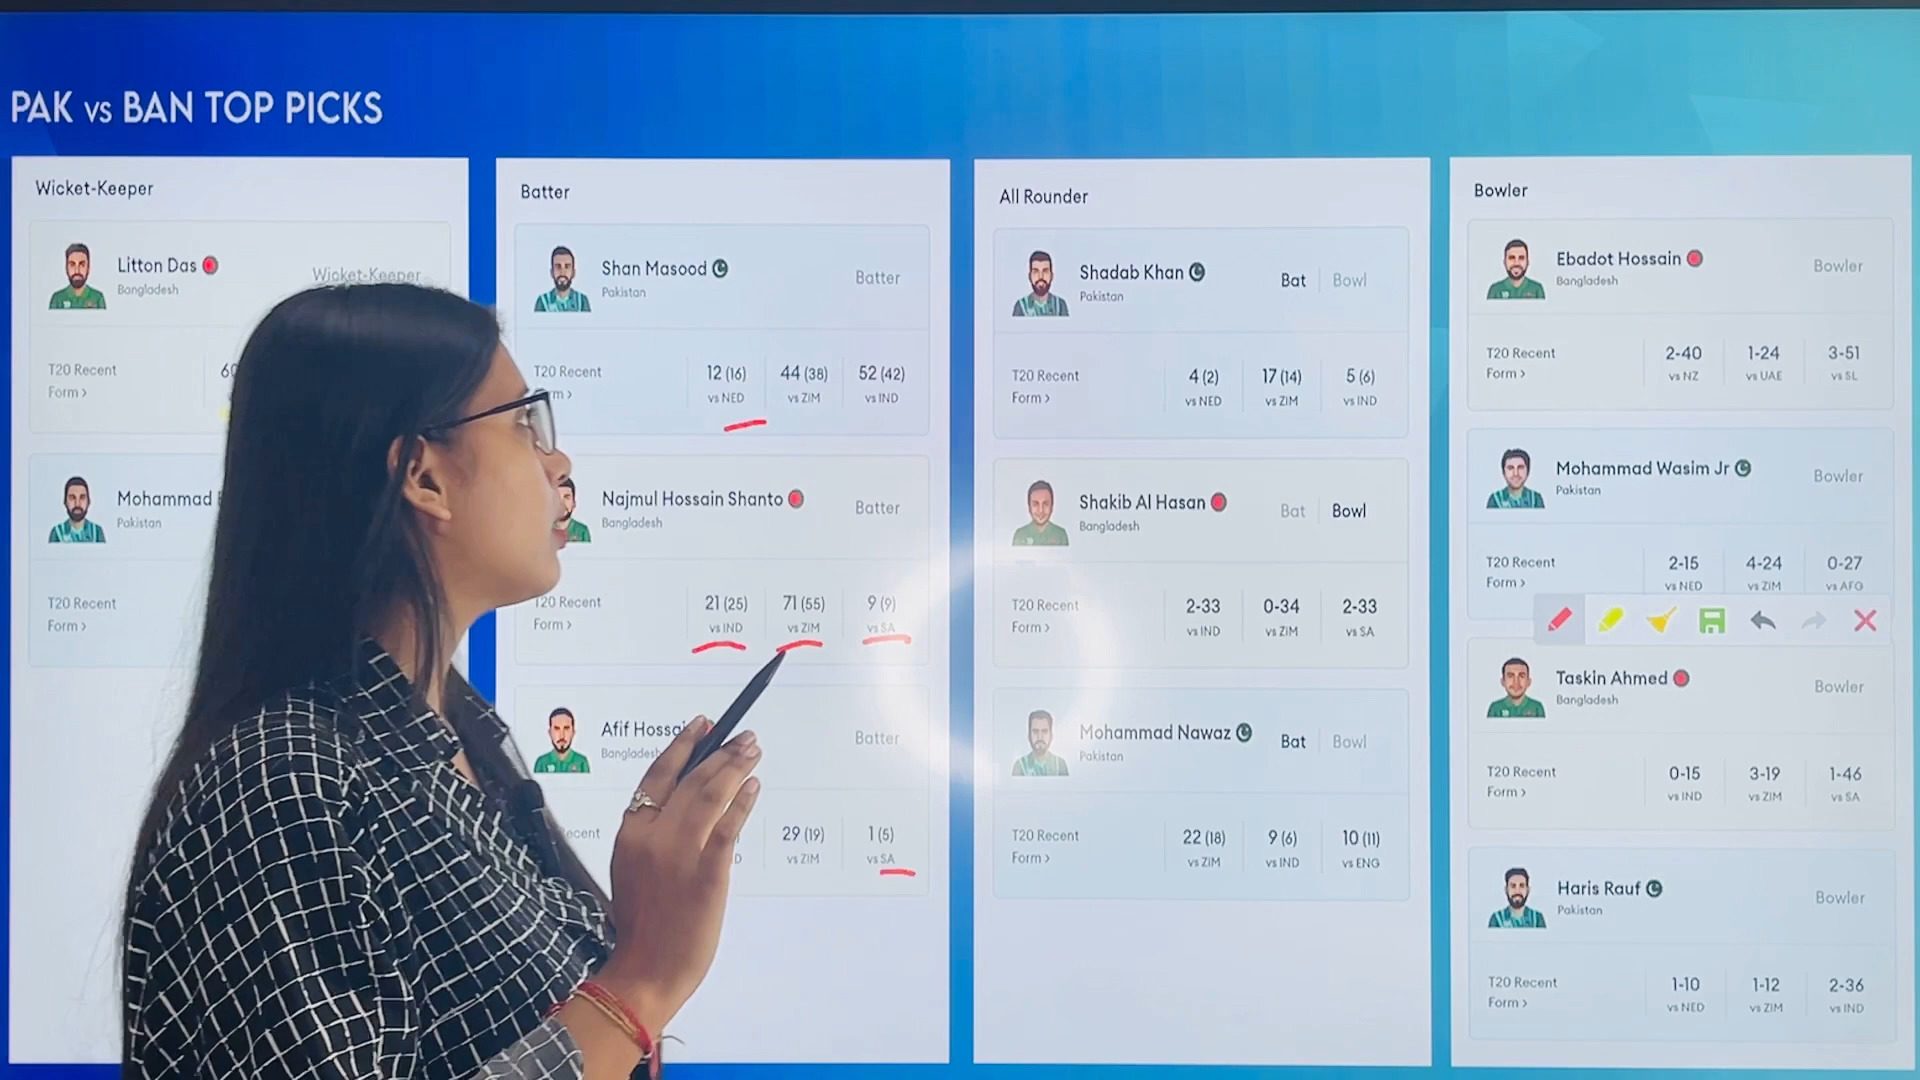 PAK vs BAN TOP PICKS
Wicket-Keeper
Litton Das
Bangladesh
Wicket-Keeper
T20 Recent
Form >
Mohammad
Pakistan
T20 Recent
Form >
Batter
Shan Masood
Pakistan
Batter
T20 Recent
12 (16) 44 (38) 52 (42)
vs NED vs ZIM vs IND
Najmul Hossain Shanto
Bangladesh
Batter
T20 Recent
Form >
21 (25) 71 (55) 9 (9)
vs IND vs ZIM vs SA
Afif
Bangladesh
Batter
29 (19) 1 (5)
vs ZIM vs SA
All Rounder
Shadab Khan
Pakistan
Bat Bowl
T20 Recent
Form >
4 (2) 17 (14) 5 (6)
vs NED vs ZIM vs IND
Shakib Al Hasan
Bangladesh
Bat Bowl
T20 Recent
Form >
2-33 0-34 2-33
vs IND vs ZIM vs SA
Mohammad Nawaz
Pakistan
Bat Bowl
T20 Recent
Form >
22 (18) 9 (6) 10 (11)
vs ZIM vs IND vs ENG
Bowler
Ebadot Hossain
Bangladesh
Bowler
T20 Recent
Form >
2-40 1-24 3-51
vs NZ vs UAE vs SL
Mohammad Wasim Jr
Pakistan
Bowler
T20 Recent
Form >
2-15 4-24 0-27
vs NED vs ZIM vs AFG
Taskin Ahmed
Bangladesh
Bowler
T20 Recent
Form >
0-15 3-19 1-46
vs IND vs ZIM vs SA
Haris Rauf
Pakistan
Bowler
T20 Recent
Form >
1-10 1-12 2-36
vs NED vs ZIM vs IND